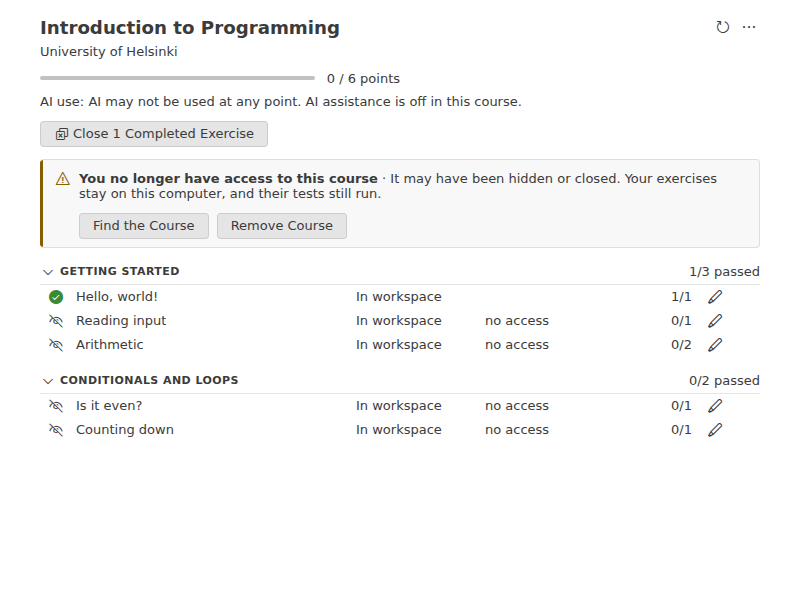 Introduction to Programming
University of Helsinki
0 / 6 points
AI use: AI may not be used at any point. AI assistance is off in this course.
Close 1 Completed Exercise
You no longer have access to this course · It may have been hidden or closed. Your exercises
stay on this computer, and their tests still run.
Find the Course Remove Course
GETTING STARTED 1/3 passed
Hello, world! In workspace 1/1
Reading input In workspace no access 0/1
Arithmetic In workspace no access 0/2
CONDITIONALS AND LOOPS 0/2 passed
Is it even? In workspace no access 0/1
Counting down In workspace no access 0/1